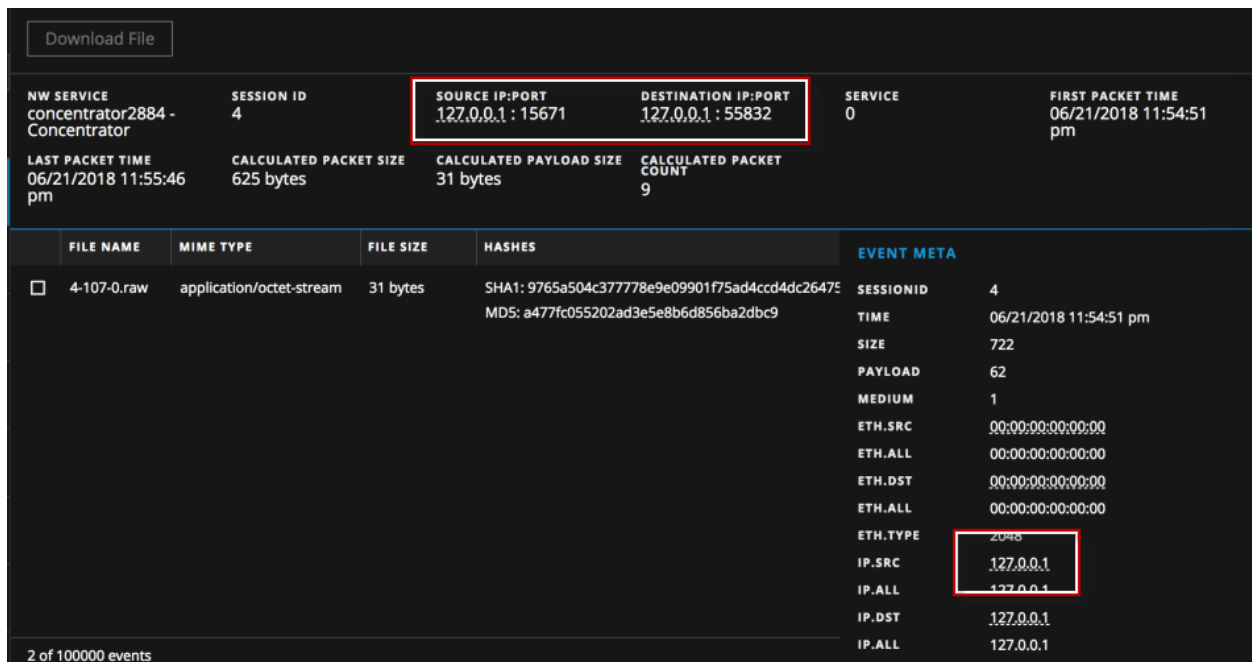 Download File
NW SERVICE SESSION ID SOURCE IP:PORT DESTINATION IP:PORT SERVICE FIRST PACKET TIME
concentrator2884 - 4 127.0.0.1 : 15671 127.0.0.1 : 55832 0 06/21/2018 11:54:51
Concentrator pm
LAST PACKET TIME CALCULATED PACKET SIZE CALCULATED PAYLOAD SIZE CALCULATED PACKET
COUNT
06/21/2018 11:55:46 625 bytes 31 bytes 9
pm
FILE NAME MIME TYPE FILE SIZE HASHES
4-107-0.raw application/octet-stream 31 bytes SHA1: 9765a504c377778e9e09901f75ad4ccd4dc26475
MD5: a477fc055202ad3e5e8b6d856ba2dbc9
EVENT META
SESSIONID 4
TIME 06/21/2018 11:54:51 pm
SIZE 722
PAYLOAD 62
MEDIUM 1
ETH.SRC 00:00:00:00:00:00
ETH.ALL 00:00:00:00:00:00
ETH.DST 00:00:00:00:00:00
ETH.ALL 00:00:00:00:00:00
ETH.TYPE 2048
IP.SRC 127.0.0.1
IP.ALL 127.0.0.1
IP.DST 127.0.0.1
IP.ALL 127.0.0.1
2 of 100000 events